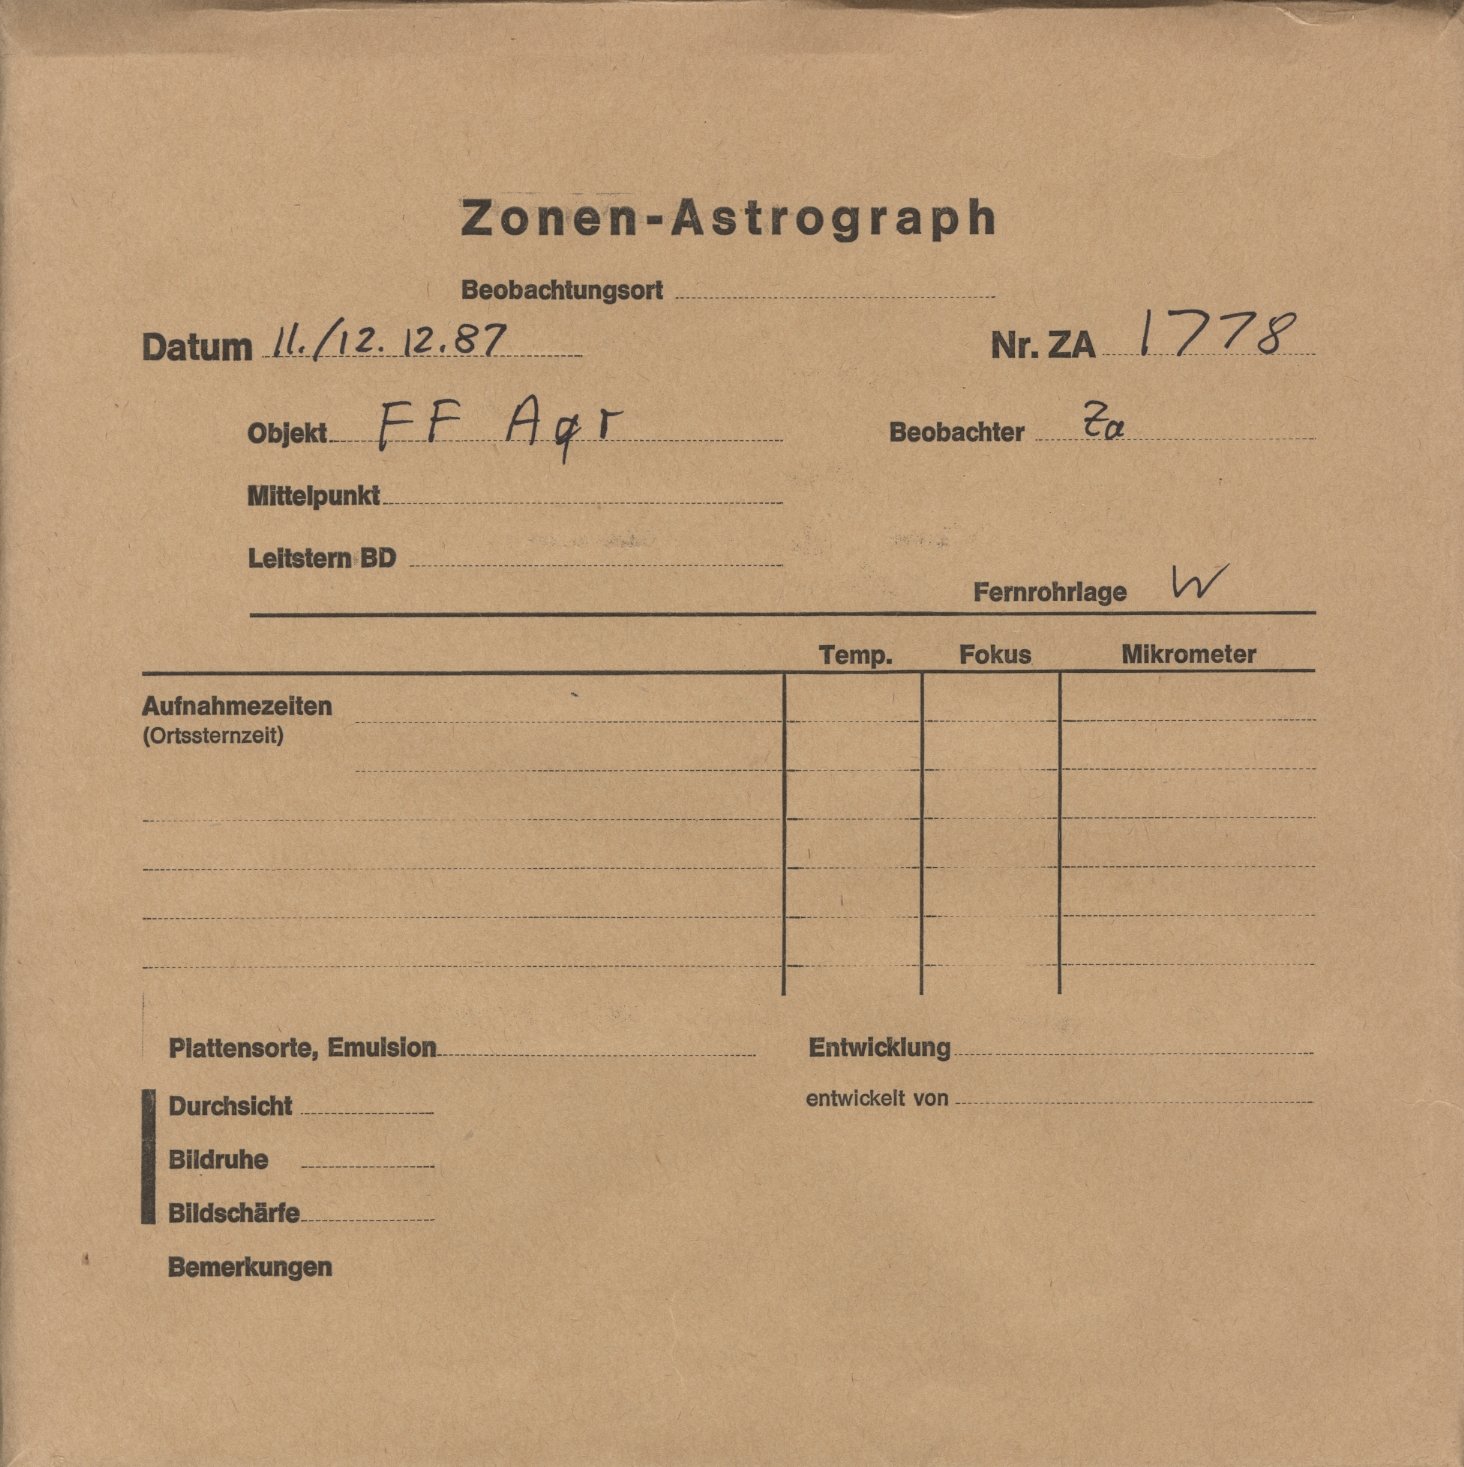 Zonen-Astrograph
Beobachtungsort
Datum 11./12. 12.87 Nr. ZA 1778
Objekt FF Aqr Beobachter Za
Mittelpunkt
Leitstern BD
Fernrohrlage W
Temp. Fokus Mikrometer
Aufnahmezeiten
(Ortssternzeit)
Plattensorte, Emulsion Entwicklung
Durchsicht entwickelt von
Bildruhe
Bildschärfe
Bemerkungen